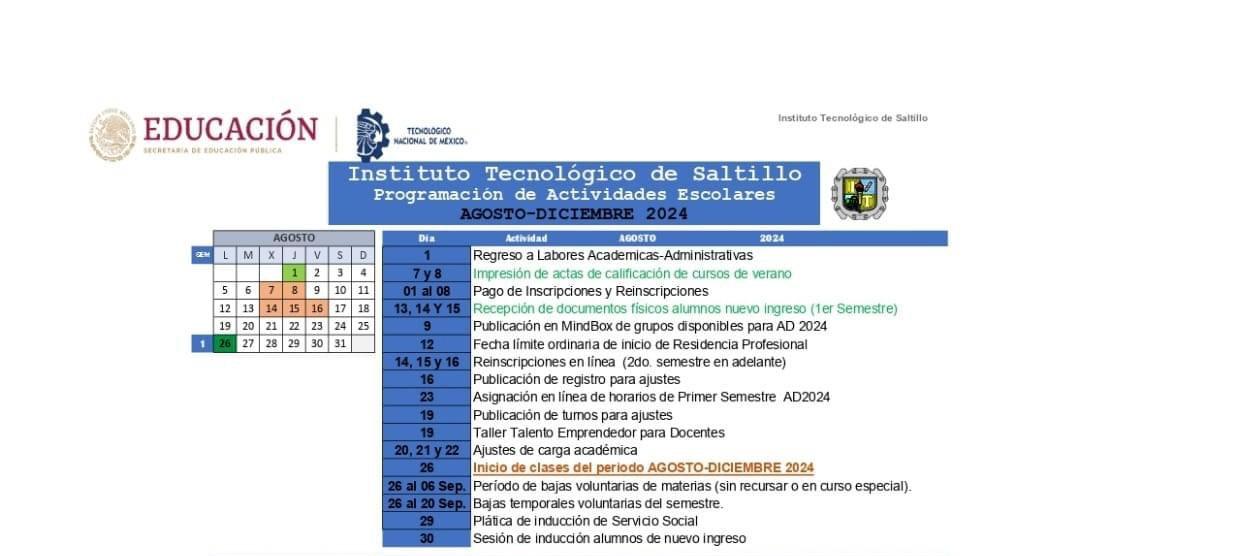 Instituto Tecnológico de Saltillo
EDUCACIÓN
SECRETARÍA DE EDUCACIÓN PÚBLICA
TECNOLÓGICO
NACIONAL DE MÉXICO
Instituto Tecnológico de Saltillo
Programación de Actividades Escolares
AGOSTO-DICIEMBRE 2024
AGOSTO
SEM L M X J V S D
1 2 3 4
5 6 7 8 9 10 11
12 13 14 15 16 17 18
19 20 21 22 23 24 25
1 26 27 28 29 30 31
Día Actividad AGOSTO 2024
1 Regreso a Labores Academicas-Administrativas
7 y 8 Impresión de actas de calificación de cursos de verano
01 al 08 Pago de Inscripciones y Reinscripciones
13, 14 Y 15 Recepción de documentos físicos alumnos nuevo ingreso (1er Semestre)
9 Publicación en MindBox de grupos disponibles para AD 2024
12 Fecha límite ordinaria de inicio de Residencia Profesional
14, 15 y 16 Reinscripciones en línea (2do. semestre en adelante)
16 Publicación de registro para ajustes
23 Asignación en línea de horarios de Primer Semestre AD2024
19 Publicación de turnos para ajustes
19 Taller Talento Emprendedor para Docentes
20, 21 y 22 Ajustes de carga académica
26 Inicio de clases del periodo AGOSTO-DICIEMBRE 2024
26 al 06 Sep. Período de bajas voluntarias de materias (sin recursar o en curso especial).
26 al 20 Sep. Bajas temporales voluntarias del semestre.
29 Plática de inducción de Servicio Social
30 Sesión de inducción alumnos de nuevo ingreso